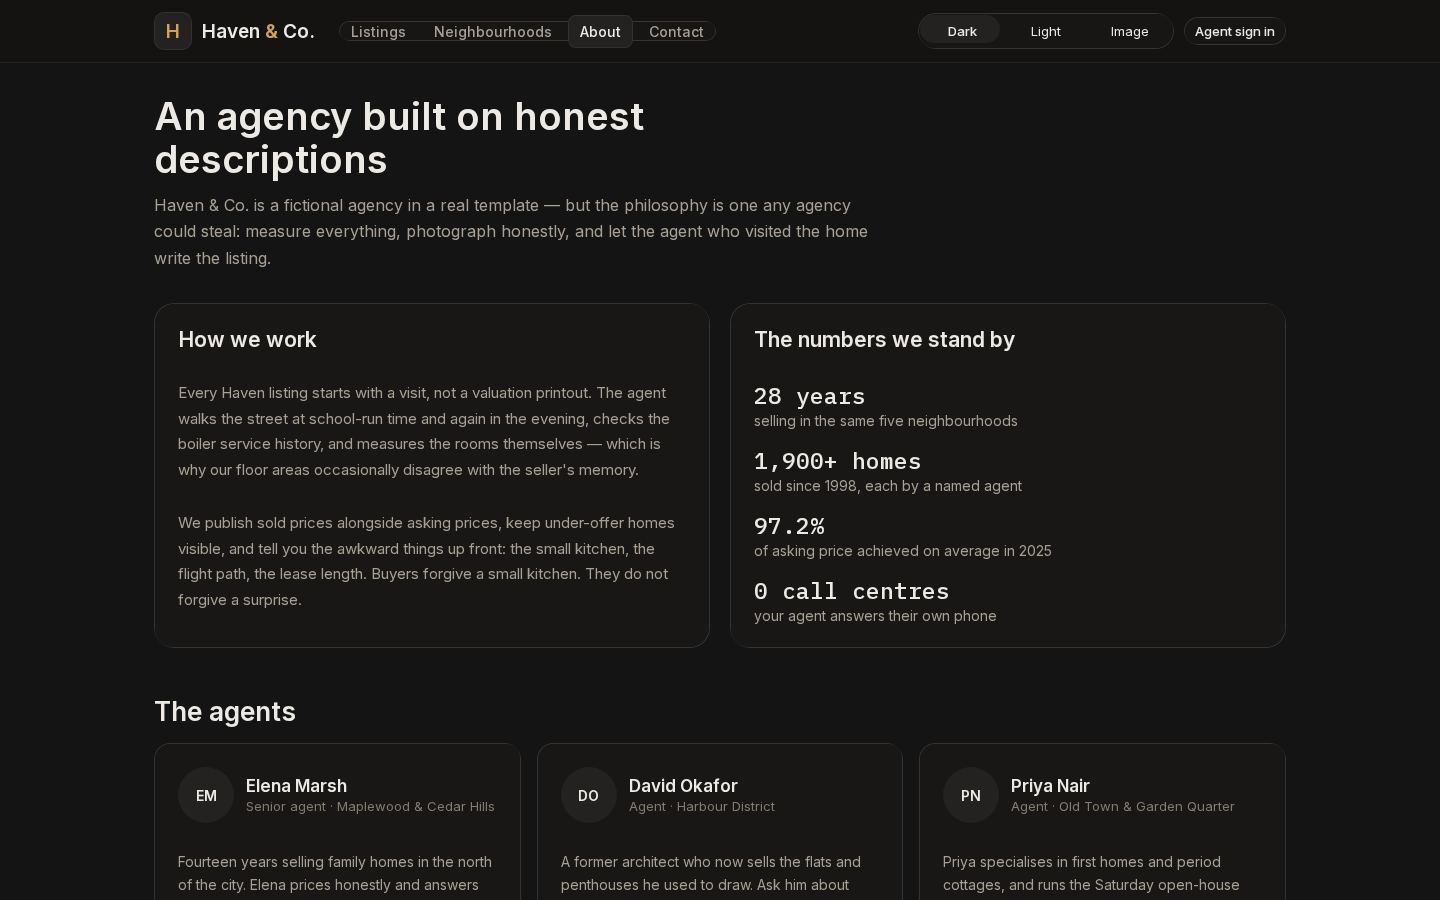 H
Haven & Co.
Listings
Neighbourhoods
About
Contact
Dark
Light
Image
Agent sign in
An agency built on honest
descriptions
Haven & Co. is a fictional agency in a real template — but the philosophy is one any agency
could steal: measure everything, photograph honestly, and let the agent who visited the home
write the listing.
How we work
Every Haven listing starts with a visit, not a valuation printout. The agent
walks the street at school-run time and again in the evening, checks the
boiler service history, and measures the rooms themselves — which is
why our floor areas occasionally disagree with the seller's memory.
We publish sold prices alongside asking prices, keep under-offer homes
visible, and tell you the awkward things up front: the small kitchen, the
flight path, the lease length. Buyers forgive a small kitchen. They do not
forgive a surprise.
The numbers we stand by
28 years
selling in the same five neighbourhoods
1,900+ homes
sold since 1998, each by a named agent
97.2%
of asking price achieved on average in 2025
0 call centres
your agent answers their own phone
The agents
EM
Elena Marsh
Senior agent · Maplewood & Cedar Hills
Fourteen years selling family homes in the north
of the city. Elena prices honestly and answers
DO
David Okafor
Agent · Harbour District
A former architect who now sells the flats and
penthouses he used to draw. Ask him about
PN
Priya Nair
Agent · Old Town & Garden Quarter
Priya specialises in first homes and period
cottages, and runs the Saturday open-house